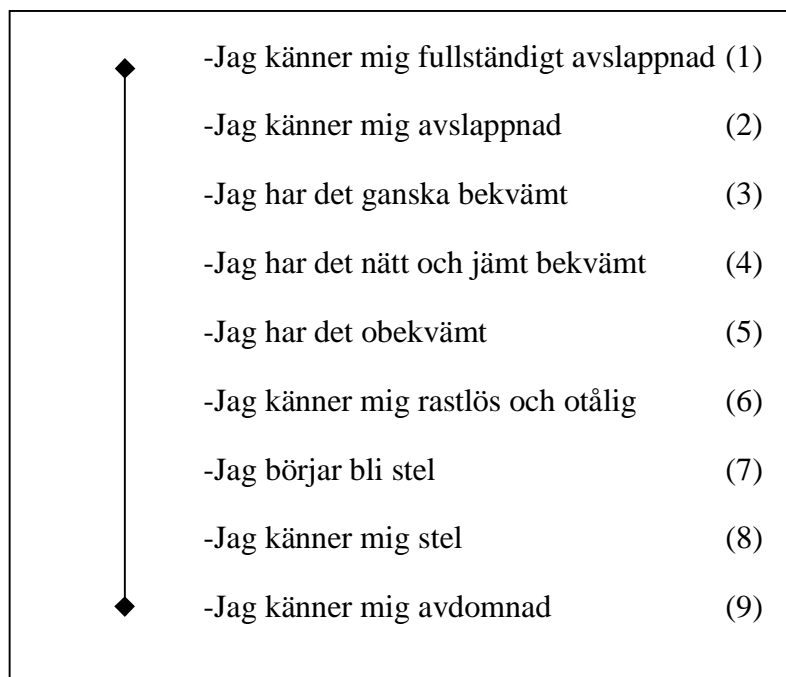 -Jag känner mig fullständigt avslappnad (1)
-Jag känner mig avslappnad (2)
-Jag har det ganska bekvämt (3)
-Jag har det nätt och jämt bekvämt (4)
-Jag har det obekvämt (5)
-Jag känner mig rastlös och otålig (6)
-Jag börjar bli stel (7)
-Jag känner mig stel (8)
-Jag känner mig avdomnad (9)